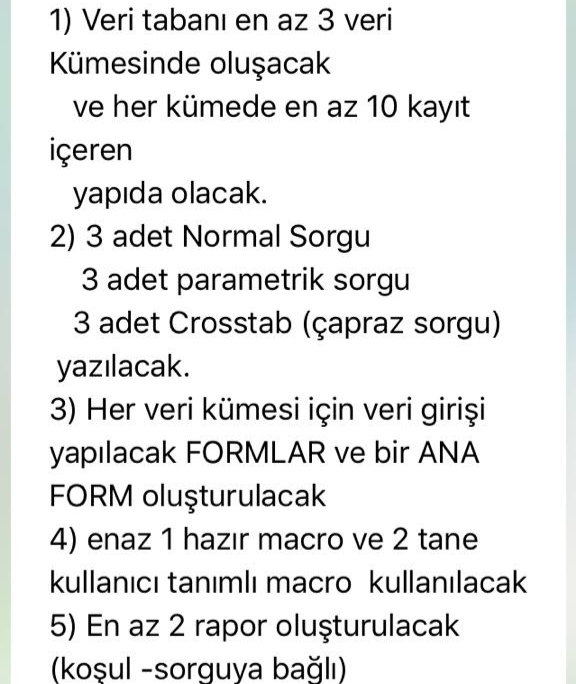 1) Veri tabanı en az 3 veri
Kümesinde oluşacak
ve her kümede en az 10 kayıt
içeren
yapıda olacak.
2) 3 adet Normal Sorgu
3 adet parametrik sorgu
3 adet Crosstab (çapraz sorgu)
yazılacak.
3) Her veri kümesi için veri girişi
yapılacak FORMLAR ve bir ANA
FORM oluşturulacak
4) enaz 1 hazır macro ve 2 tane
kullanıcı tanımlı macro kullanılacak
5) En az 2 rapor oluşturulacak
(koşul -sorguya bağlı)